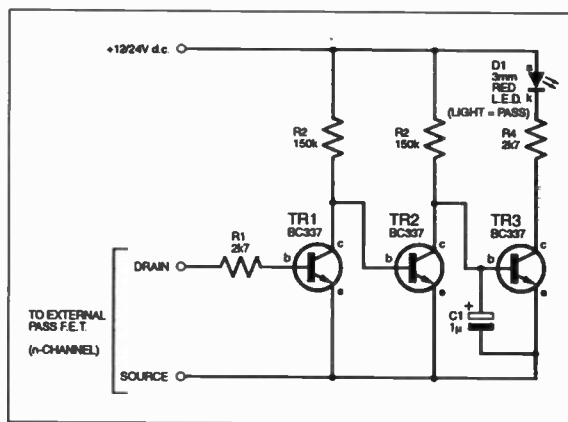 +12/24V d.c.
D1
3mm
RED
L.E.D.
(LIGHT = PASS)
a
k
R2
150k
R2
150k
R4
2k7
TR1
BC337
TR2
BC337
TR3
BC337
R1
2k7
b
c
e
b
c
e
b
c
e
DRAIN
+
C1
1µ
TO EXTERNAL
PASS F.E.T.
(n-CHANNEL)
SOURCE